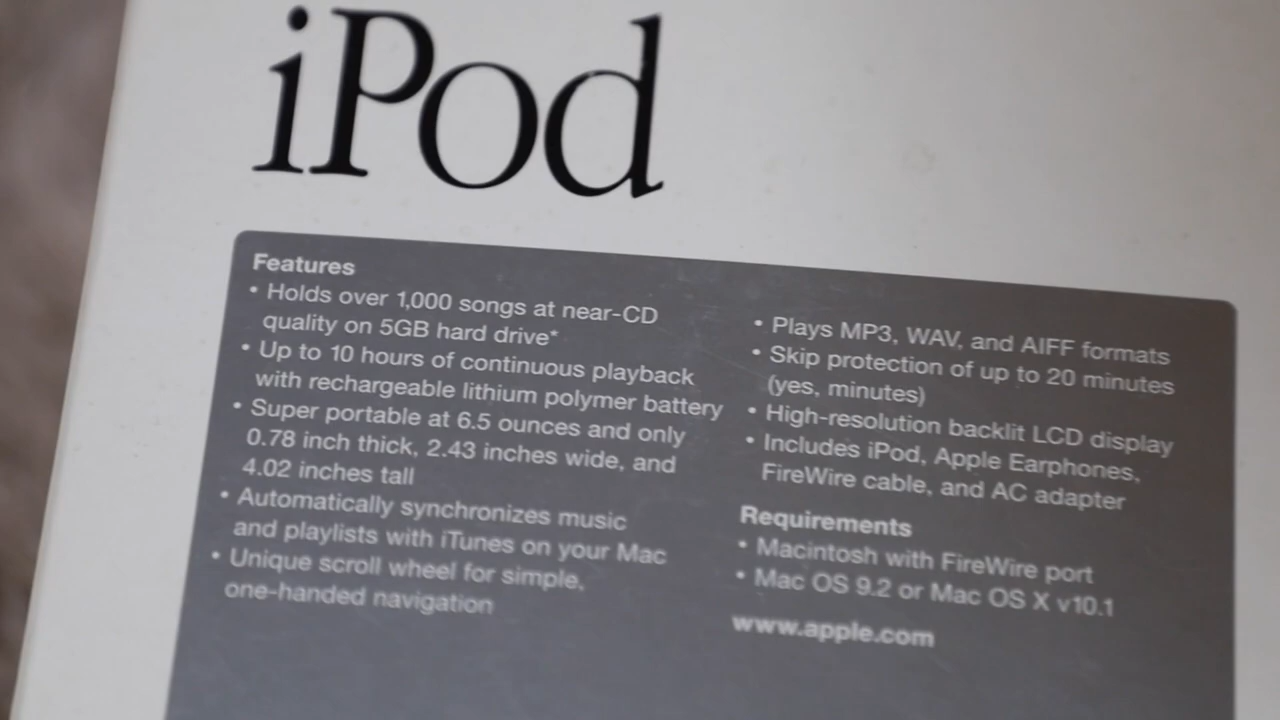 iPod
Features
• Holds over 1,000 songs at near-CD
quality on 5GB hard drive*
• Up to 10 hours of continuous playback
with rechargeable lithium polymer battery
• Super portable at 6.5 ounces and only
0.78 inch thick, 2.43 inches wide, and
4.02 inches tall
• Automatically synchronizes music
and playlists with iTunes on your Mac
• Unique scroll wheel for simple,
one-handed navigation
• Plays MP3, WAV, and AIFF formats
• Skip protection of up to 20 minutes
(yes, minutes)
• High-resolution backlit LCD display
• Includes iPod, Apple Earphones,
FireWire cable, and AC adapter
Requirements
• Macintosh with FireWire port
• Mac OS 9.2 or Mac OS X v10.1
www.apple.com